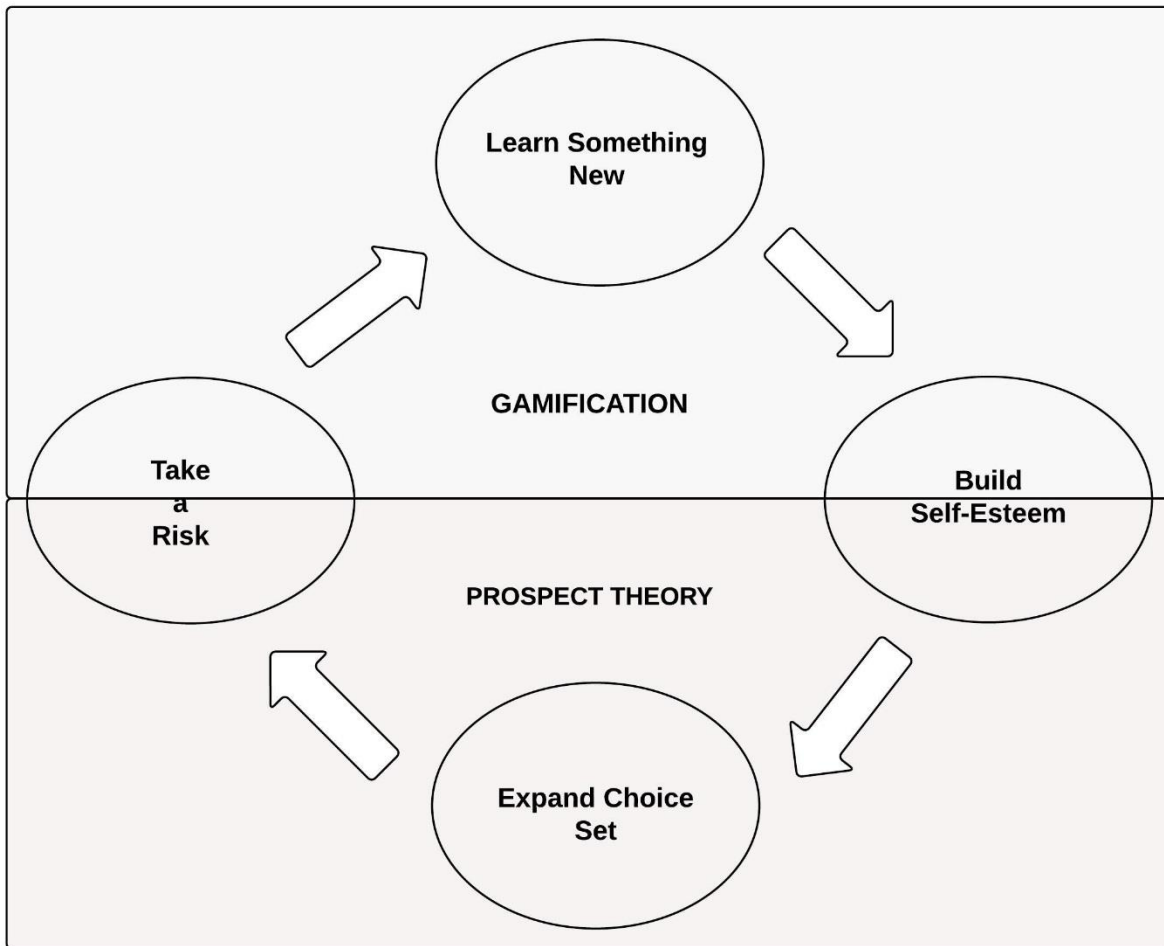 Learn Something
New
GAMIFICATION
Take
a
Risk
Build
Self-Esteem
PROSPECT THEORY
Expand Choice
Set